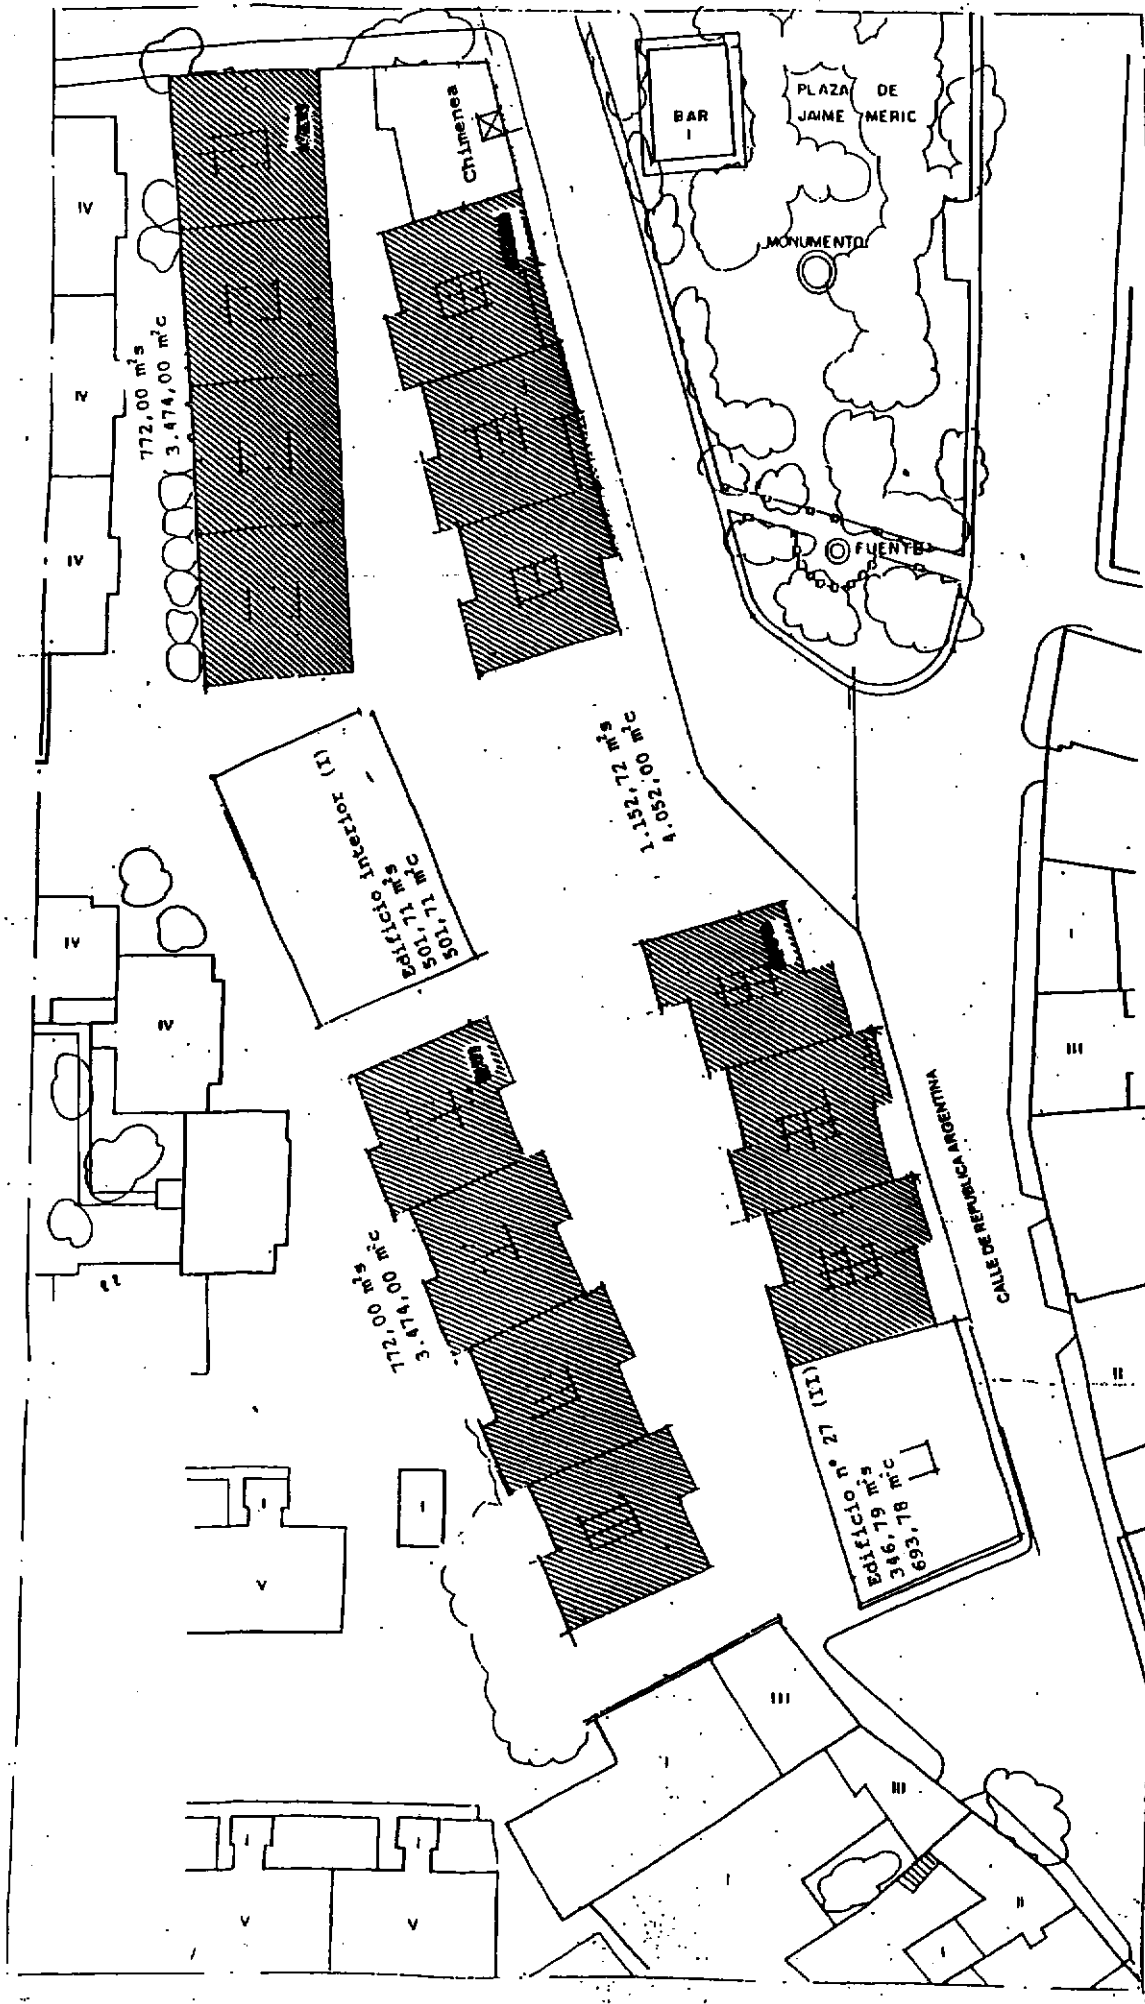 PLAZA DE
JAIME MERIC
BAR
I
Chimenea
MONUMENTO
FUENTE
IV
IV
IV
772,00 m²s
3.474,00 m²c
Edificio interior (I)
501,71 m²s
501,71 m²c
1.152,72 m²s
4.052,00 m²c
IV
IV
I
III
CALLE DE REPUBLICA ARGENTINA
772,00 m²s
3.474,00 m²c
Edificio nº 27 (II)
346,79 m²s
693,78 m²c
II
I
I
V
III
I
III
I
I
I
V
V
II
I